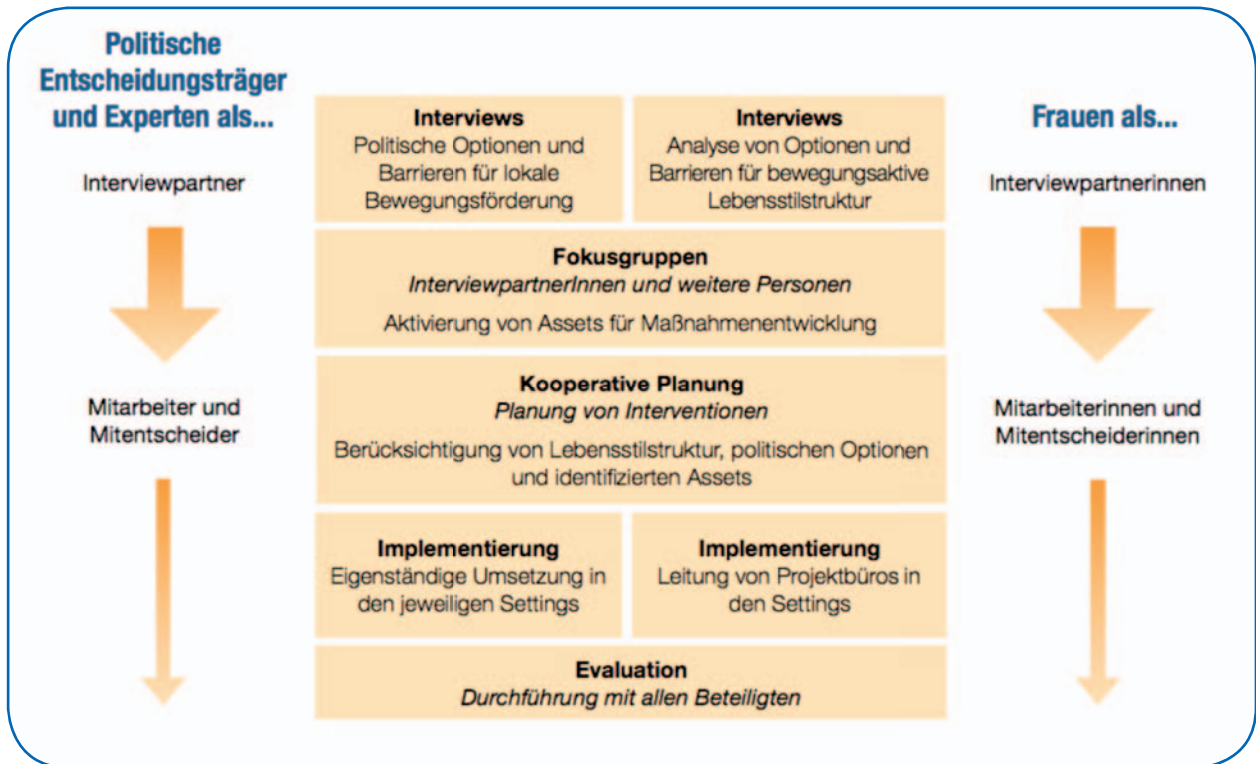 Politische
Entscheidungsträger
und Experten als...
Interviewpartner
Mitarbeiter und
Mitentscheider
Interviews
Politische Optionen und
Barrieren für lokale
Bewegungsförderung
Interviews
Analyse von Optionen und
Barrieren für bewegungsaktive
Lebensstilstruktur
Fokusgruppen
InterviewpartnerInnen und weitere Personen
Aktivierung von Assets für Maßnahmenentwicklung
Kooperative Planung
Planung von Interventionen
Berücksichtigung von Lebensstilstruktur, politischen Optionen
und identifizierten Assets
Implementierung
Eigenständige Umsetzung in
den jeweiligen Settings
Implementierung
Leitung von Projektbüros in
den Settings
Evaluation
Durchführung mit allen Beteiligten
Frauen als...
Interviewpartnerinnen
Mitarbeiterinnen und
Mitentscheiderinnen